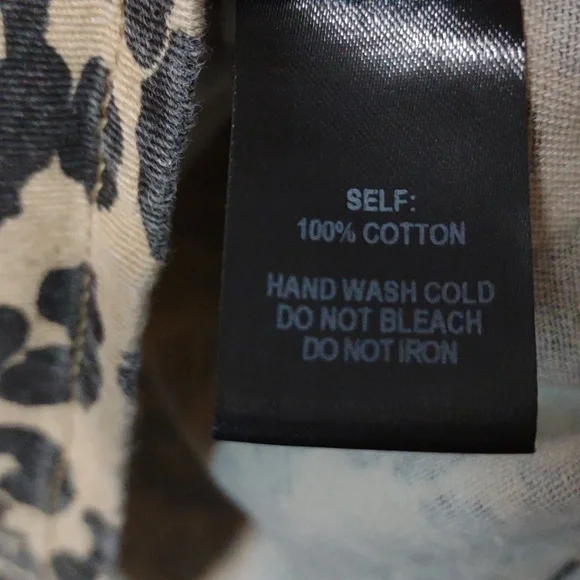 SELF:
100% COTTON
HAND WASH COLD
DO NOT BLEACH
DO NOT IRON